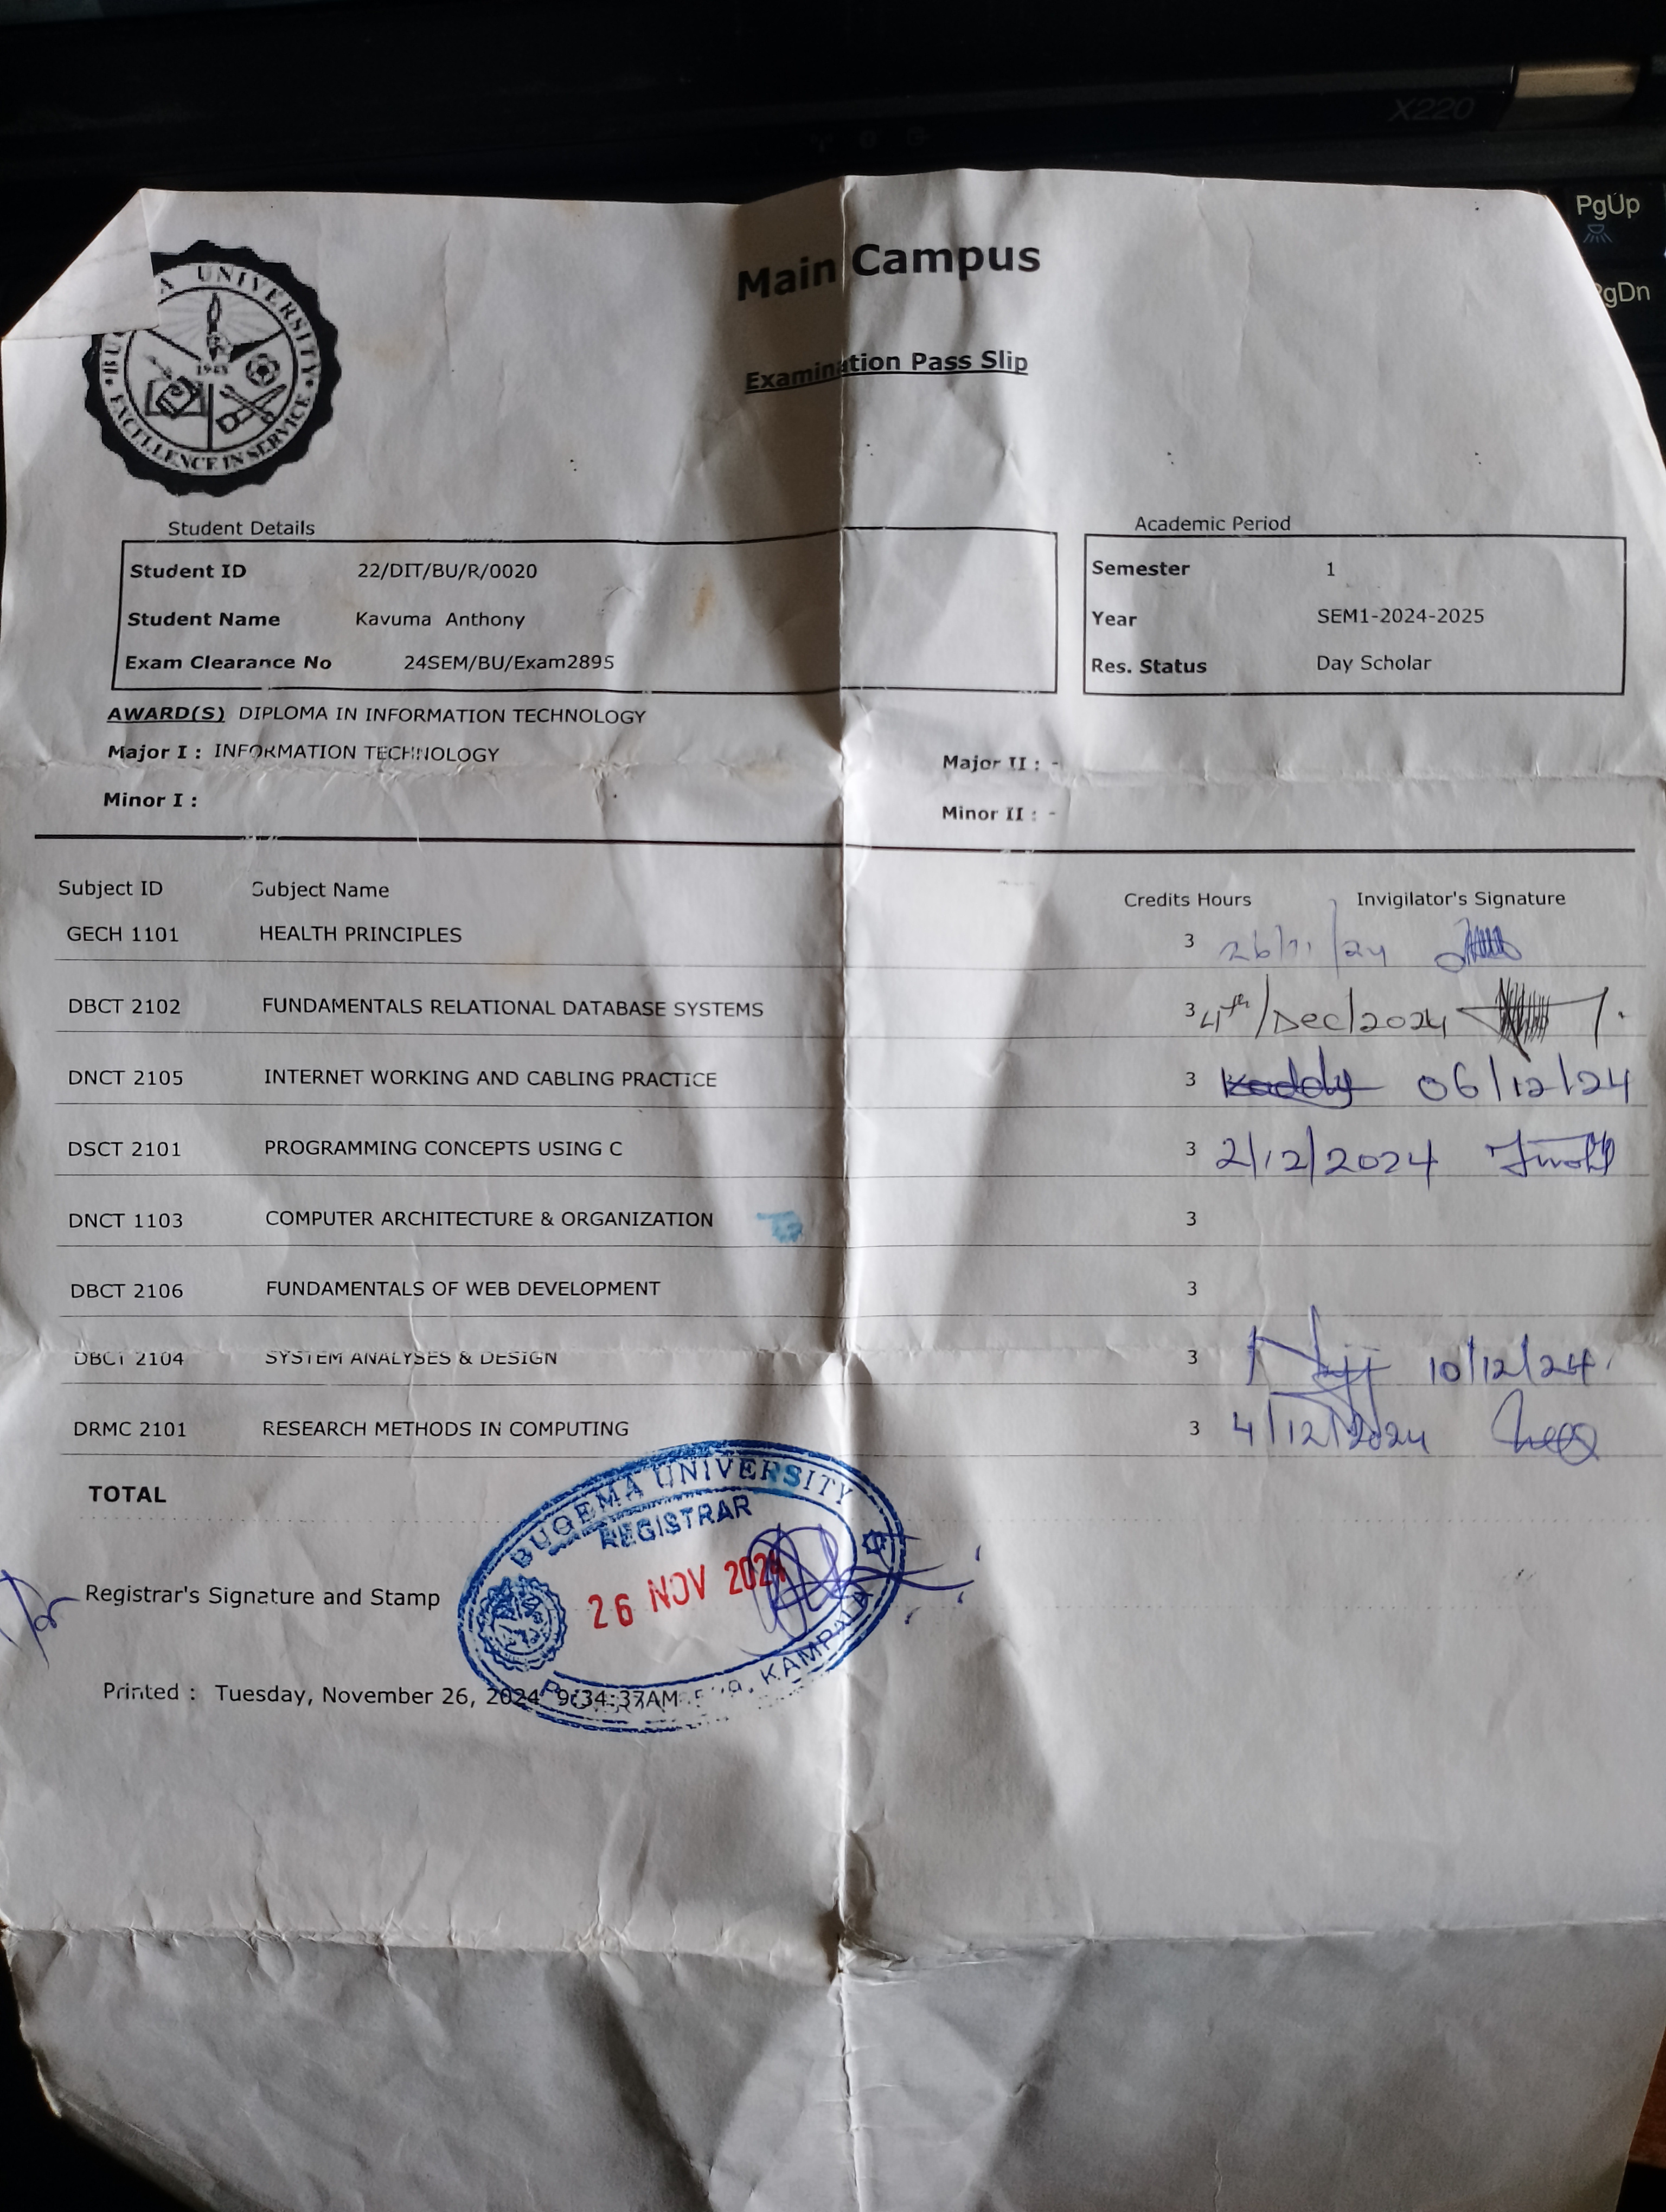 X220
PgUp
PgDn
A UNIVERSITY
BU
1948
EXCELLENCE IN SERVICE
Main Campus
Examination Pass Slip
Student Details
Student ID 22/DIT/BU/R/0020
Student Name Kavuma Anthony
Exam Clearance No 24SEM/BU/Exam2895
Academic Period
Semester 1
Year SEM1-2024-2025
Res. Status Day Scholar
AWARD(S) DIPLOMA IN INFORMATION TECHNOLOGY
Major I : INFORMATION TECHNOLOGY Major II : -
Minor I : Minor II : -
Subject ID Subject Name Credits Hours Invigilator's Signature
GECH 1101 HEALTH PRINCIPLES 3 26/11/24
DBCT 2102 FUNDAMENTALS RELATIONAL DATABASE SYSTEMS 3 4th/Dec/2024
DNCT 2105 INTERNET WORKING AND CABLING PRACTICE 3 06/12/24
DSCT 2101 PROGRAMMING CONCEPTS USING C 3 2/12/2024
DNCT 1103 COMPUTER ARCHITECTURE & ORGANIZATION 3
DBCT 2106 FUNDAMENTALS OF WEB DEVELOPMENT 3
DBCT 2104 SYSTEM ANALYSES & DESIGN 3 10/12/24
DRMC 2101 RESEARCH METHODS IN COMPUTING 3 4/12/2024
TOTAL
BUGEMA UNIVERSITY
REGISTRAR
26 NOV 2024
KAMPALA
Registrar's Signature and Stamp
Printed : Tuesday, November 26, 2024 9:34:37AM